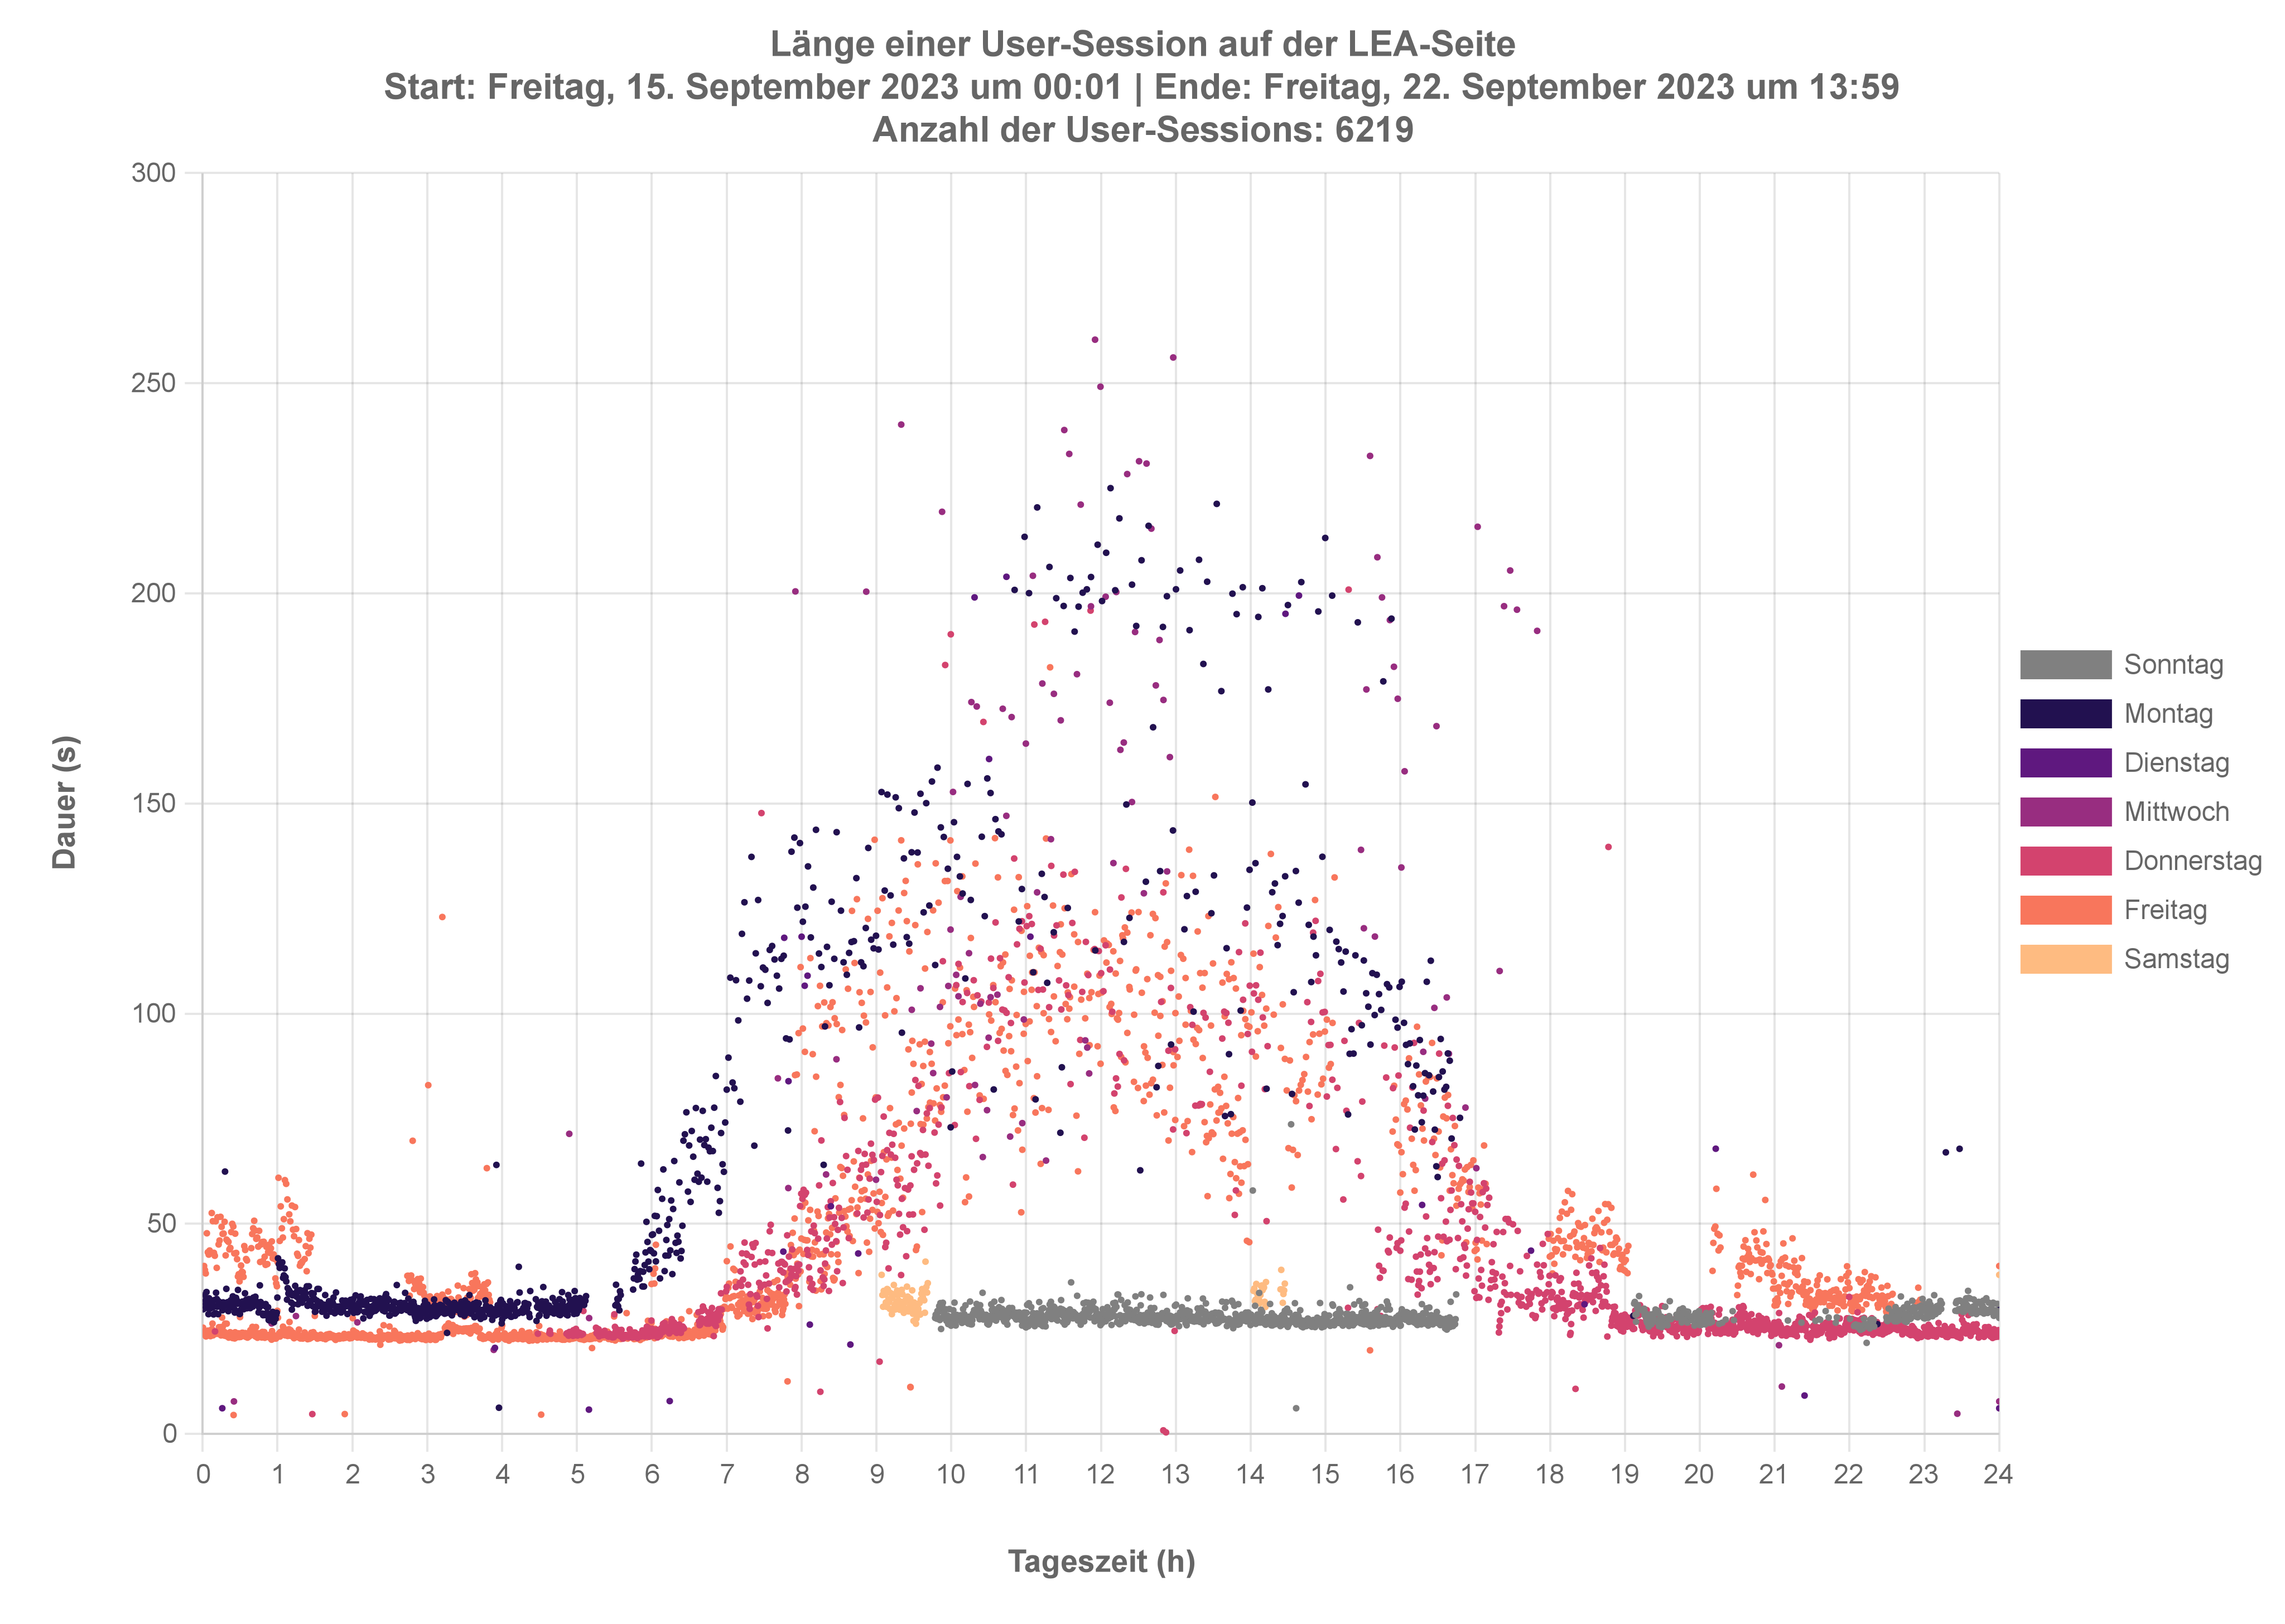 Länge einer User-Session auf der LEA-Seite
Start: Freitag, 15. September 2023 um 00:01 | Ende: Freitag, 22. September 2023 um 13:59
Anzahl der User-Sessions: 6219
300
250
200
150
100
50
0
Dauer (s)
0 1 2 3 4 5 6 7 8 9 10 11 12 13 14 15 16 17 18 19 20 21 22 23 24
Tageszeit (h)
Sonntag
Montag
Dienstag
Mittwoch
Donnerstag
Freitag
Samstag